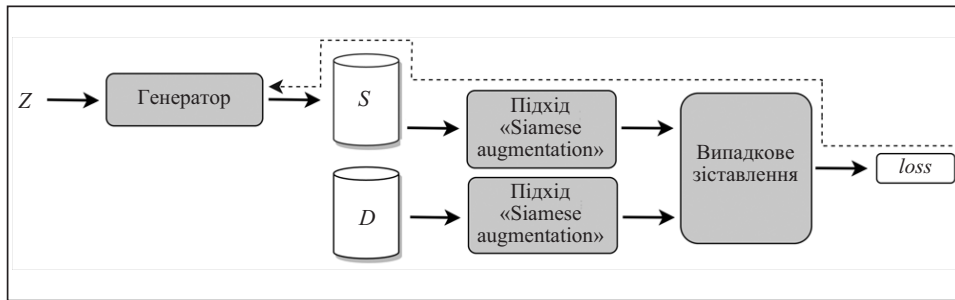 Z
Генератор
S
Підхід
«Siamese
augmentation»
D
Підхід
«Siamese
augmentation»
Випадкове
зіставлення
loss